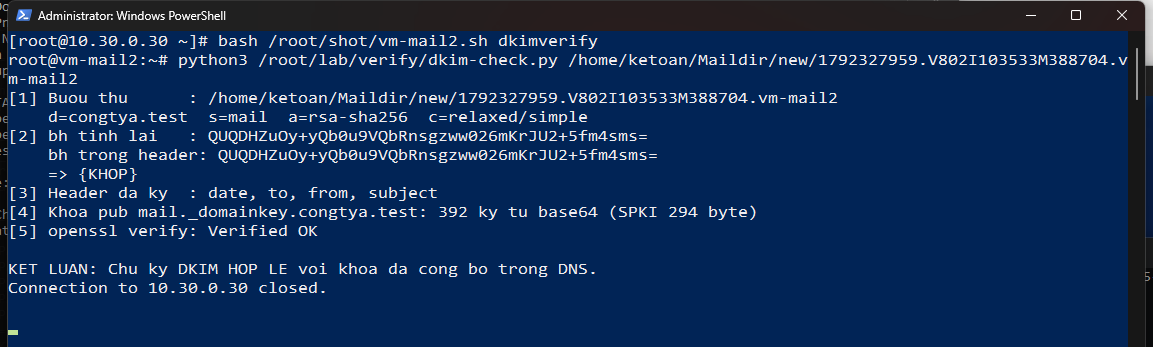 Administrator: Windows PowerShell
[root@10.30.0.30 ~]# bash /root/shot/vm-mail2.sh dkimverify
root@vm-mail2:~# python3 /root/lab/verify/dkim-check.py /home/ketoan/Maildir/new/1792327959.V802I103533M388704.v
m-mail2
[1] Buou thu      : /home/ketoan/Maildir/new/1792327959.V802I103533M388704.vm-mail2
    d=congtya.test  s=mail  a=rsa-sha256  c=relaxed/simple
[2] bh tinh lai   : QUQDHZuOy+yQb0u9VQbRnsgzww026mKrJU2+5fm4sms=
    bh trong header: QUQDHZuOy+yQb0u9VQbRnsgzww026mKrJU2+5fm4sms=
    => {KHOP}
[3] Header da ky  : date, to, from, subject
[4] Khoa pub mail._domainkey.congtya.test: 392 ky tu base64 (SPKI 294 byte)
[5] openssl verify: Verified OK

KET LUAN: Chu ky DKIM HOP LE voi khoa da cong bo trong DNS.
Connection to 10.30.0.30 closed.